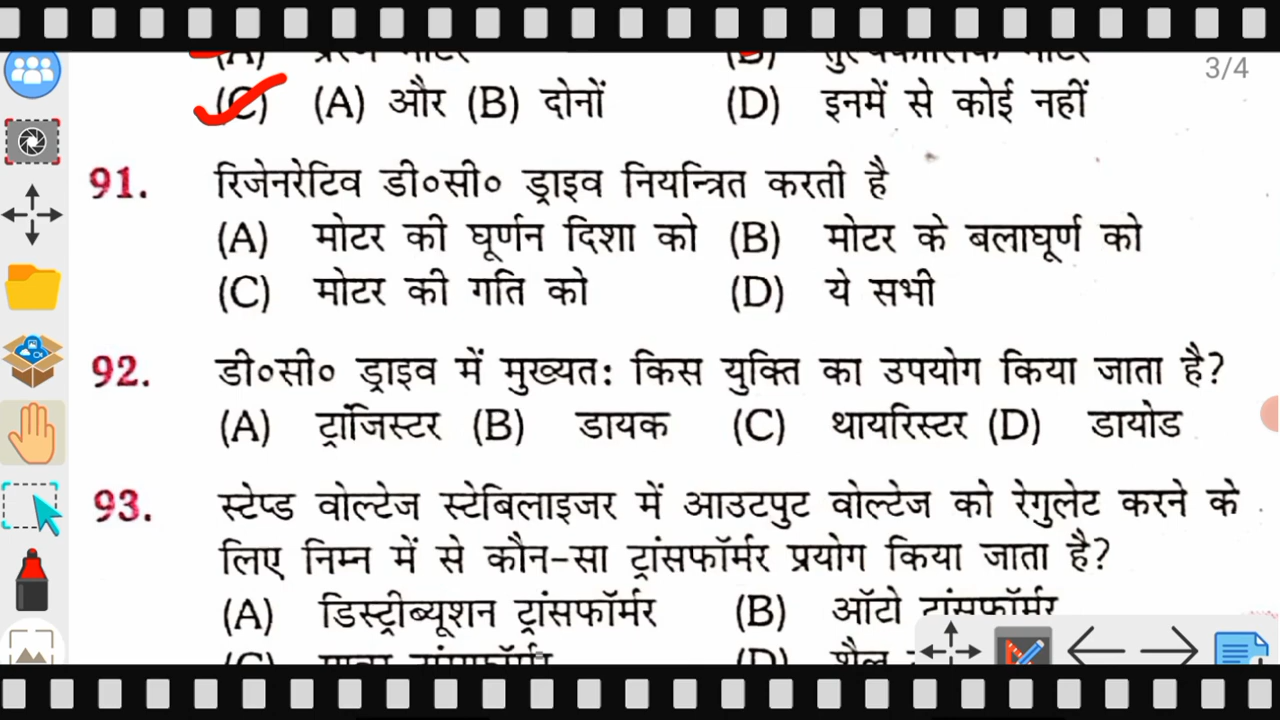 3/4
(C) (A) और (B) दोनों (D) इनमें से कोई नहीं
91. रिजेनरेटिव डी०सी० ड्राइव नियन्त्रित करती है
(A) मोटर की घूर्णन दिशा को (B) मोटर के बलाघूर्ण को
(C) मोटर की गति को (D) ये सभी
92. डी०सी० ड्राइव में मुख्यतः किस युक्ति का उपयोग किया जाता है?
(A) ट्रांजिस्टर (B) डायक (C) थायरिस्टर (D) डायोड
93. स्टेप्ड वोल्टेज स्टेबिलाइजर में आउटपुट वोल्टेज को रेगुलेट करने के
लिए निम्न में से कौन-सा ट्रांसफॉर्मर प्रयोग किया जाता है?
(A) डिस्ट्रीब्यूशन ट्रांसफॉर्मर (B) ऑटो ट्रांसफॉर्मर